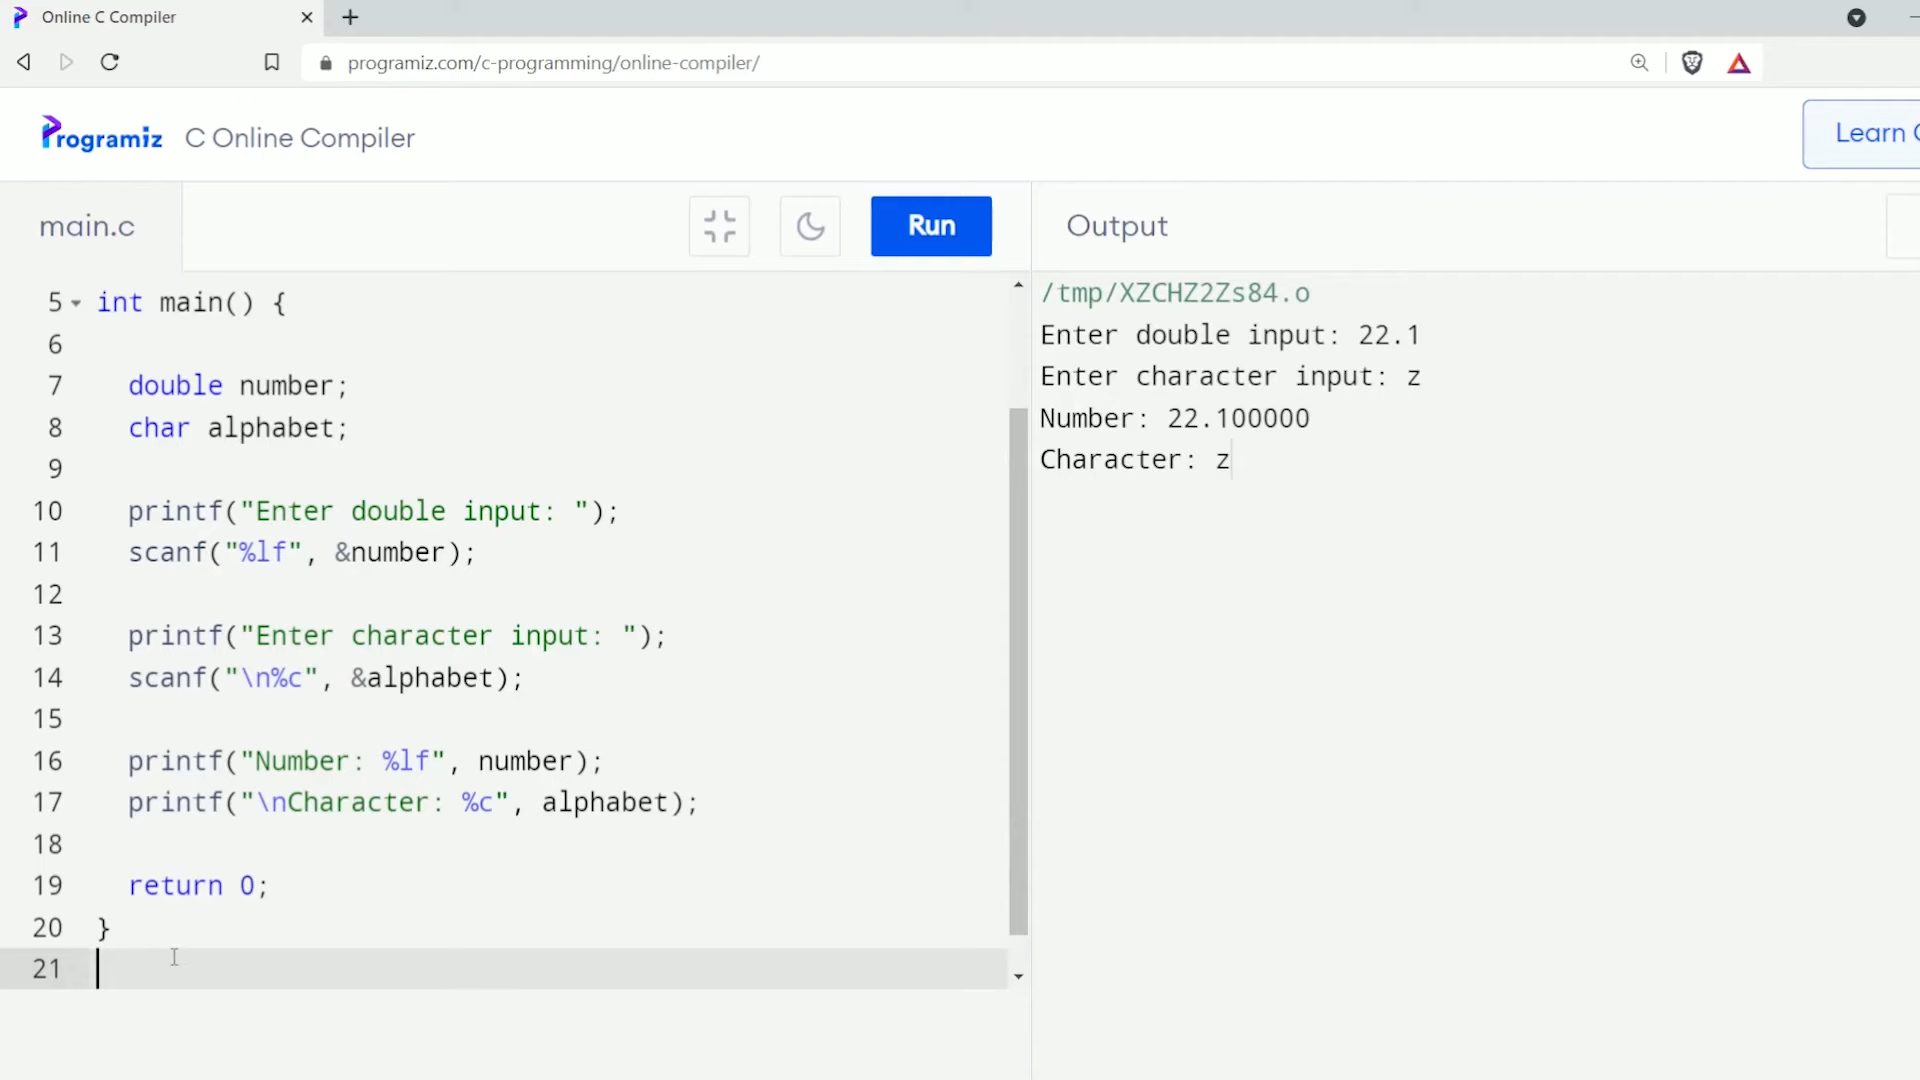 Online C Compiler
programiz.com/c-programming/online-compiler/
Programiz C Online Compiler
Learn
main.c
Run
Output
5 int main() {
6
7 double number;
8 char alphabet;
9
10 printf("Enter double input: ");
11 scanf("%lf", &number);
12
13 printf("Enter character input: ");
14 scanf("\n%c", &alphabet);
15
16 printf("Number: %lf", number);
17 printf("\nCharacter: %c", alphabet);
18
19 return 0;
20 }
21
/tmp/XZCHZ2Zs84.o
Enter double input: 22.1
Enter character input: z
Number: 22.100000
Character: z